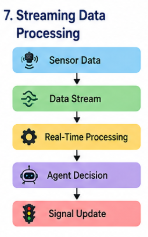 7. Streaming Data
Processing
Sensor Data
Data Stream
Real-Time Processing
Agent Decision
Signal Update